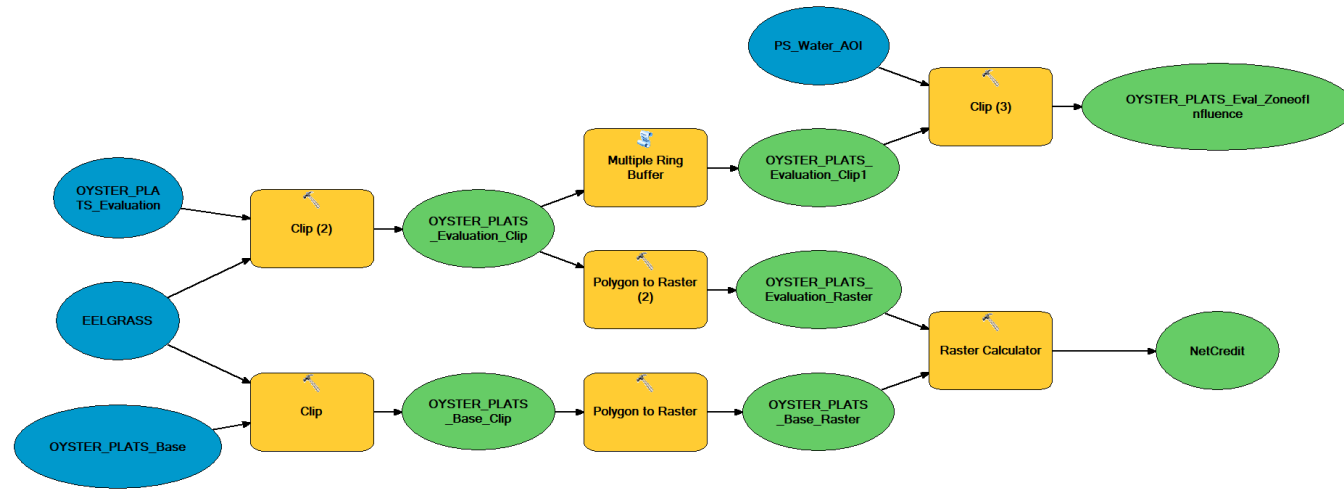 PS_Water_AOI
Clip (3)
OYSTER_PLATS_Eval_Zoneofl
nfluence
Multiple Ring
Buffer
OYSTER_PLATS_
Evaluation_Clip1
OYSTER_PLA
TS_Evaluation
Clip (2)
OYSTER_PLATS
_Evaluation_Clip
Polygon to Raster
(2)
OYSTER_PLATS_
Evaluation_Raster
EELGRASS
Raster Calculator
NetCredit
Clip
OYSTER_PLATS
_Base_Clip
Polygon to Raster
OYSTER_PLATS
_Base_Raster
OYSTER_PLATS_Base